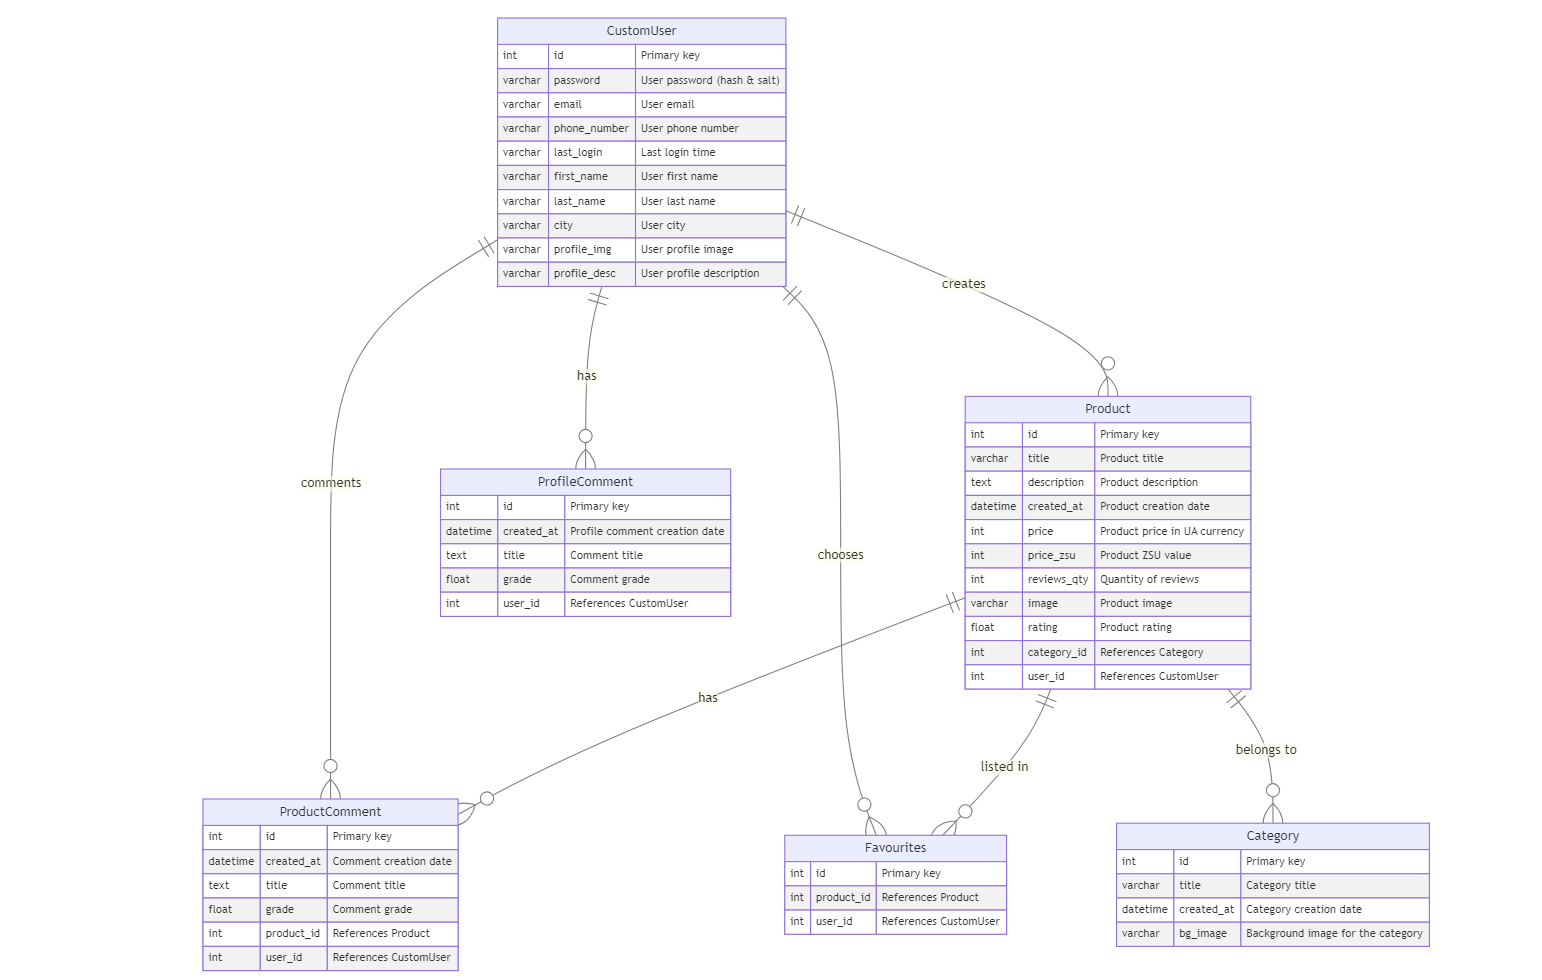 CustomUser
int id Primary key
varchar password User password (hash & salt)
varchar email User email
varchar phone_number User phone number
varchar last_login Last login time
varchar first_name User first name
varchar last_name User last name
varchar city User city
varchar profile_img User profile image
varchar profile_desc User profile description
creates
has
comments
chooses
Product
int id Primary key
varchar title Product title
text description Product description
datetime created_at Product creation date
int price Product price in UA currency
int price_zsu Product ZSU value
int reviews_qty Quantity of reviews
varchar image Product image
float rating Product rating
int category_id References Category
int user_id References CustomUser
ProfileComment
int id Primary key
datetime created_at Profile comment creation date
text title Comment title
float grade Comment grade
int user_id References CustomUser
has
listed in
belongs to
ProductComment
int id Primary key
datetime created_at Comment creation date
text title Comment title
float grade Comment grade
int product_id References Product
int user_id References CustomUser
Favourites
int id Primary key
int product_id References Product
int user_id References CustomUser
Category
int id Primary key
varchar title Category title
datetime created_at Category creation date
varchar bg_image Background image for the category